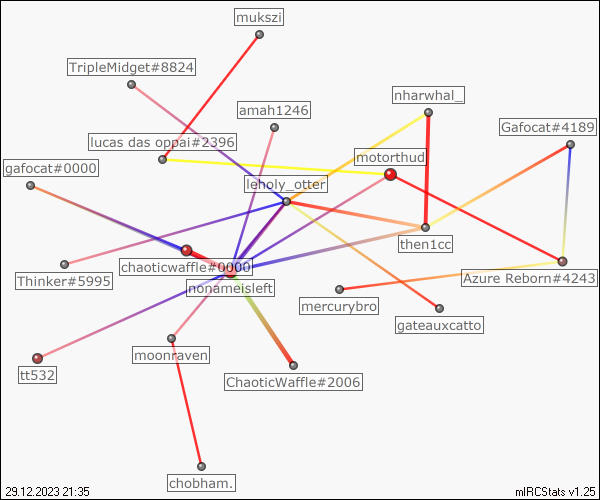 mukszi
TripleMidget#8824
nharwhal_
amah1246
Gafocat#4189
lucas das oppai#2396
motorthud
gafocat#0000
leholy_otter
then1cc
chaoticwaffle#0000
Thinker#5995
Azure Reborn#4243
nonameisleft
mercurybro
gateauxcatto
moonraven
tt532
ChaoticWaffle#2006
chobham.
29.12.2023 21:35
mIRCStats v1.25